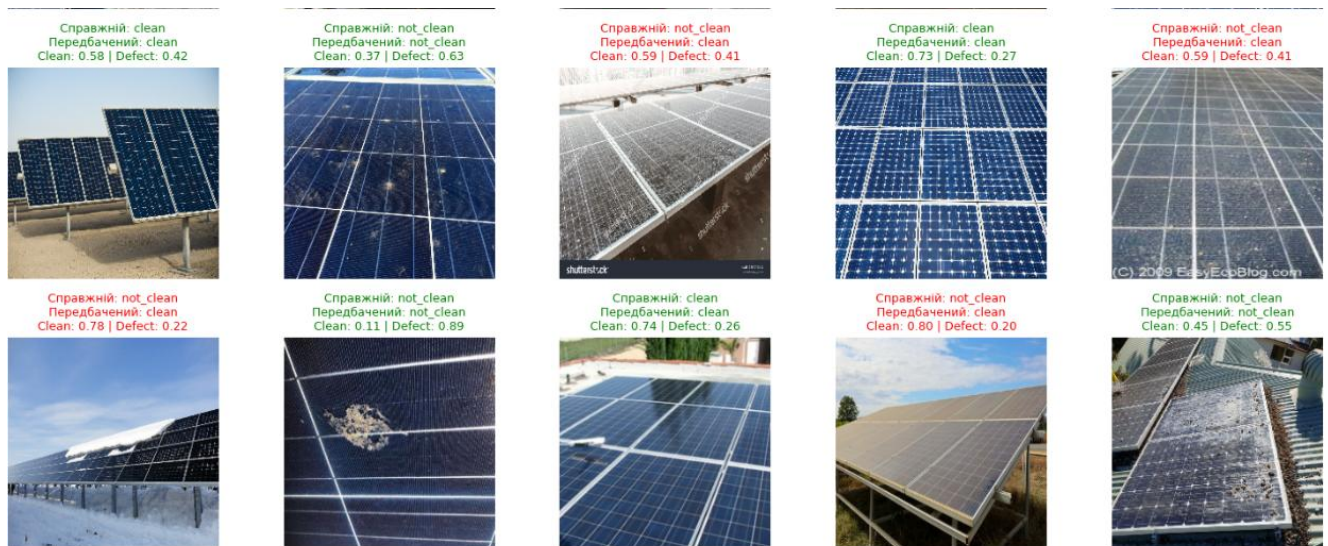 Справжній: clean
Передбачений: clean
Clean: 0.58 | Defect: 0.42
Справжній: not_clean
Передбачений: not_clean
Clean: 0.37 | Defect: 0.63
Справжній: not_clean
Передбачений: clean
Clean: 0.59 | Defect: 0.41
Справжній: clean
Передбачений: clean
Clean: 0.73 | Defect: 0.27
Справжній: not_clean
Передбачений: clean
Clean: 0.59 | Defect: 0.41
shutterstock
shutterstock
shutterstock
(C) 2009 EasyEcoBlog.com
Справжній: not_clean
Передбачений: clean
Clean: 0.78 | Defect: 0.22
Справжній: not_clean
Передбачений: not_clean
Clean: 0.11 | Defect: 0.89
Справжній: clean
Передбачений: clean
Clean: 0.74 | Defect: 0.26
Справжній: not_clean
Передбачений: clean
Clean: 0.80 | Defect: 0.20
Справжній: not_clean
Передбачений: not_clean
Clean: 0.45 | Defect: 0.55